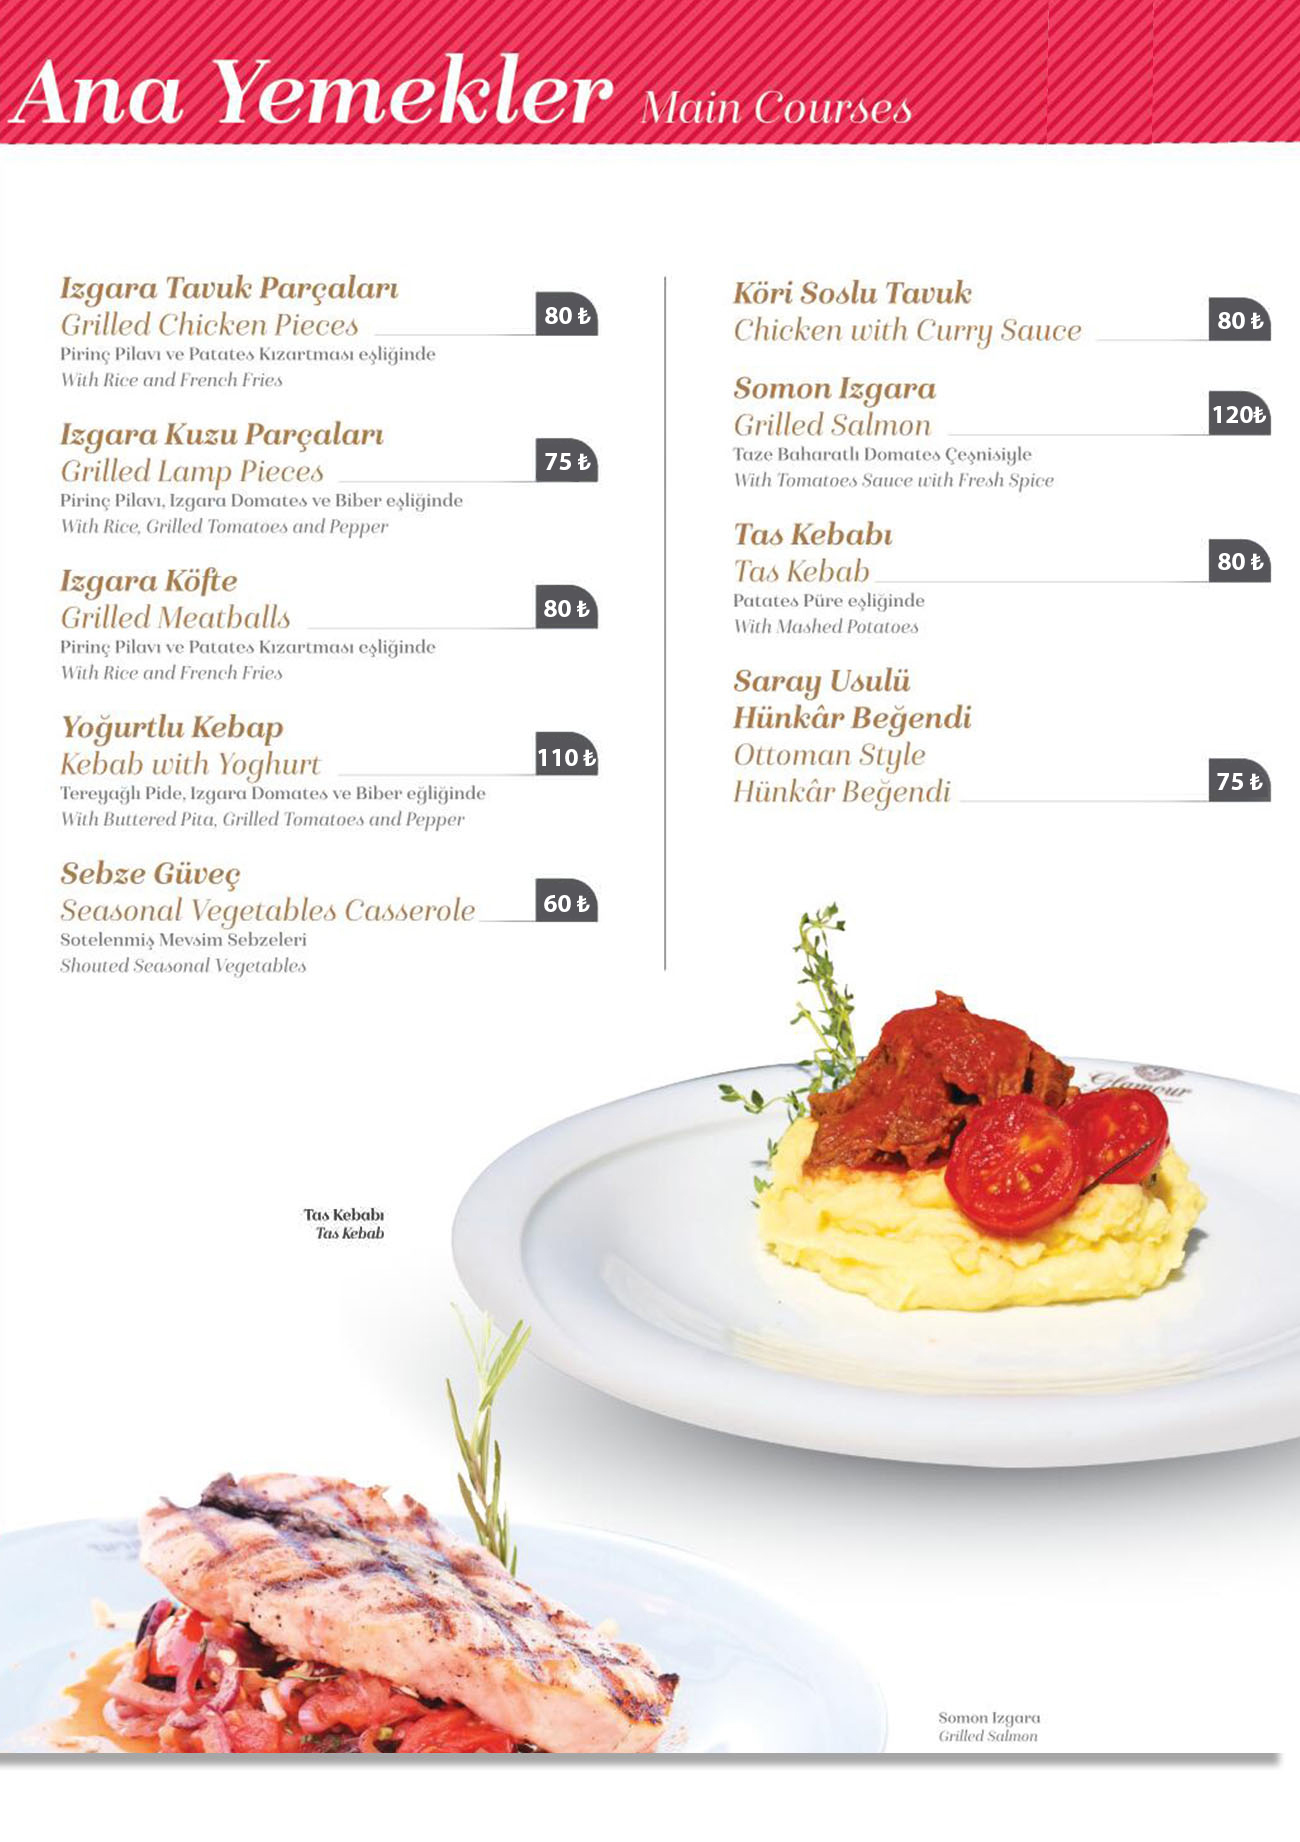 Ana Yemekler Main Courses
Izgara Tavuk Parçaları
Grilled Chicken Pieces 80 ₺
Pirinç Pilavı ve Patates Kızartması eşliğinde
With Rice and French Fries
Izgara Kuzu Parçaları
Grilled Lamp Pieces 75 ₺
Pirinç Pilavı, Izgara Domates ve Biber eşliğinde
With Rice, Grilled Tomatoes and Pepper
Izgara Köfte
Grilled Meatballs 80 ₺
Pirinç Pilavı ve Patates Kızartması eşliğinde
With Rice and French Fries
Yoğurtlu Kebap
Kebab with Yoghurt 110 ₺
Tereyağlı Pide, Izgara Domates ve Biber eğliğinde
With Buttered Pita, Grilled Tomatoes and Pepper
Sebze Güveç
Seasonal Vegetables Casserole 60 ₺
Sotelenmiş Mevsim Sebzeleri
Shouted Seasonal Vegetables
Köri Soslu Tavuk
Chicken with Curry Sauce 80 ₺
Somon Izgara
Grilled Salmon 120₺
Taze Baharatlı Domates Çeşnisiyle
With Tomatoes Sauce with Fresh Spice
Tas Kebabı
Tas Kebab 80 ₺
Patates Püre eşliğinde
With Mashed Potatoes
Saray Usulü
Hünkâr Beğendi
Ottoman Style
Hünkâr Beğendi 75 ₺
Glamour
Tas Kebabı
Tas Kebab
Somon Izgara
Grilled Salmon